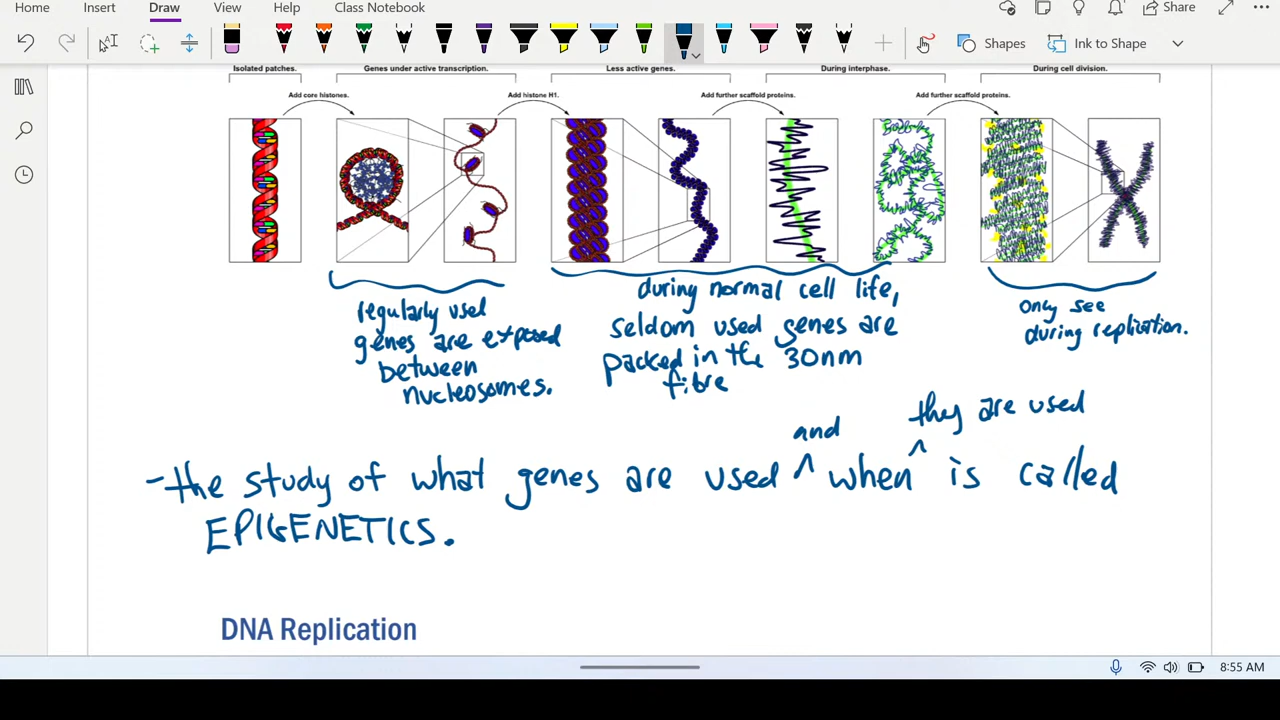 Home Insert Draw View Help Class Notebook Share
Shapes Ink to Shape
Isolated patches. Genes under active transcription. Less active genes. During interphase. During cell division.
Add core histones. Add histone H1. Add further scaffold proteins. Add further scaffold proteins.
regularly used
genes are exposed
between
nucleosomes.
during normal cell life,
seldom used genes are
packed in the 30nm
fibre
only see
during replication.
and they are used
-the study of what genes are used ^ when ^ is called
EPIGENETICS.
DNA Replication
8:55 AM